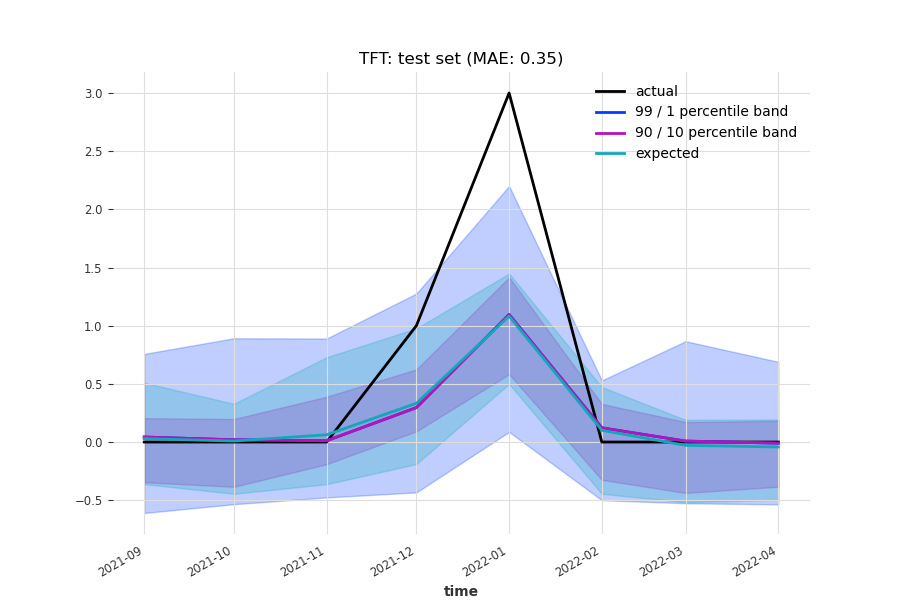 TFT: test set (MAE: 0.35)
actual
99 / 1 percentile band
90 / 10 percentile band
expected
3.0
2.5
2.0
1.5
1.0
0.5
0.0
−0.5
2021-09
2021-10
2021-11
2021-12
2022-01
2022-02
2022-03
2022-04
time